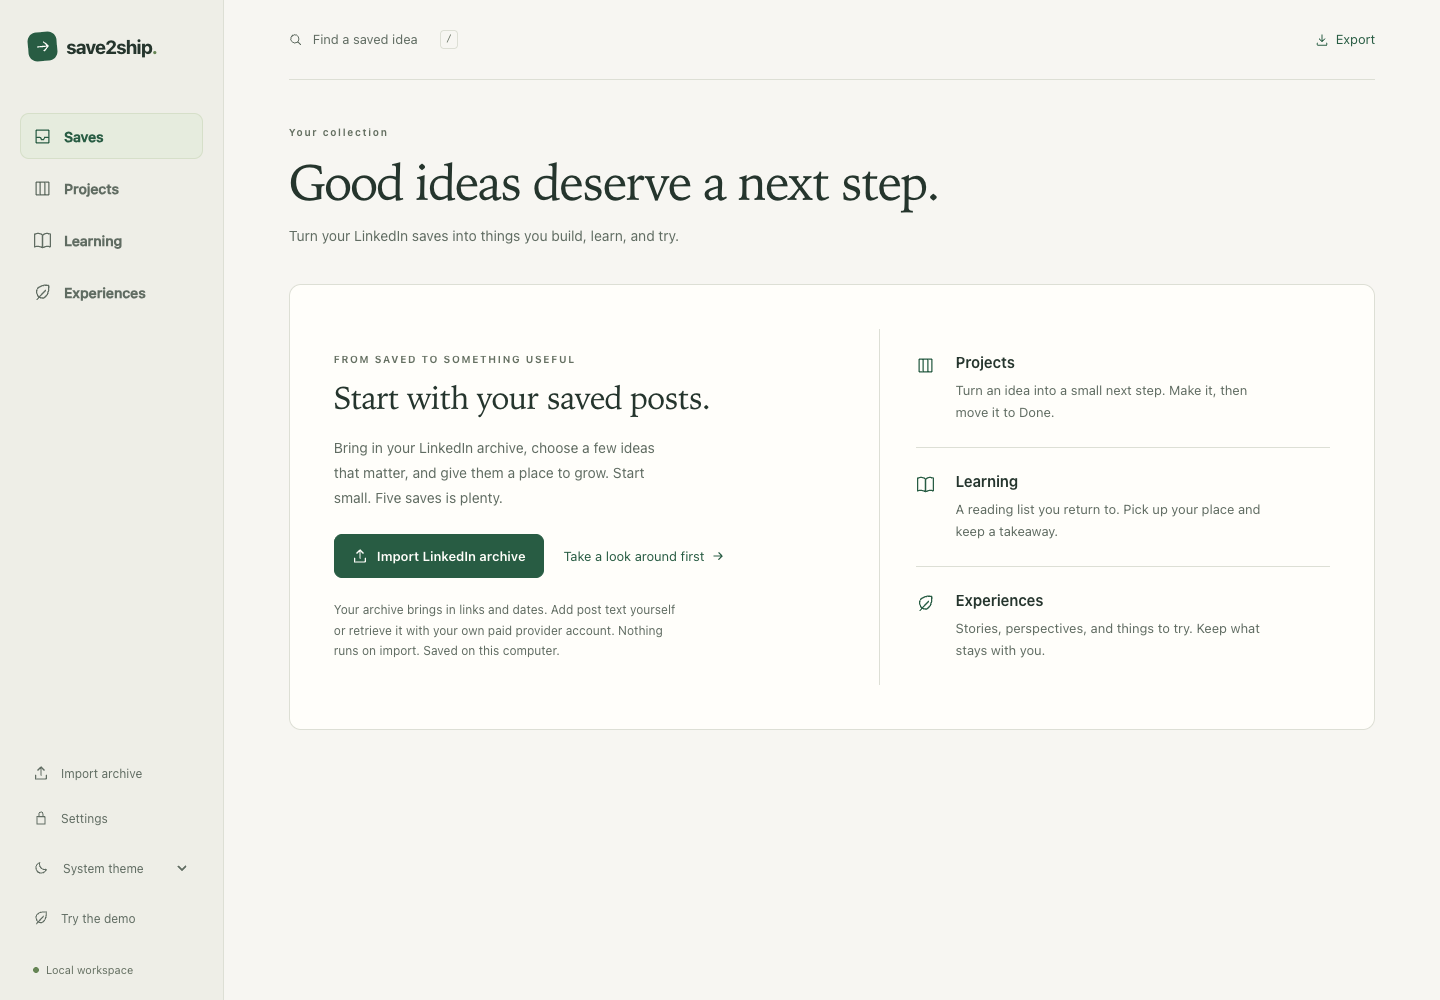 save2ship.
Saves
Projects
Learning
Experiences
Import archive
Settings
System theme
Try the demo
Local workspace
Find a saved idea /
Export
Your collection
Good ideas deserve a next step.
Turn your LinkedIn saves into things you build, learn, and try.
FROM SAVED TO SOMETHING USEFUL
Start with your saved posts.
Bring in your LinkedIn archive, choose a few ideas
that matter, and give them a place to grow. Start
small. Five saves is plenty.
Import LinkedIn archive
Take a look around first →
Your archive brings in links and dates. Add post text yourself
or retrieve it with your own paid provider account. Nothing
runs on import. Saved on this computer.
Projects
Turn an idea into a small next step. Make it, then
move it to Done.
Learning
A reading list you return to. Pick up your place and
keep a takeaway.
Experiences
Stories, perspectives, and things to try. Keep what
stays with you.